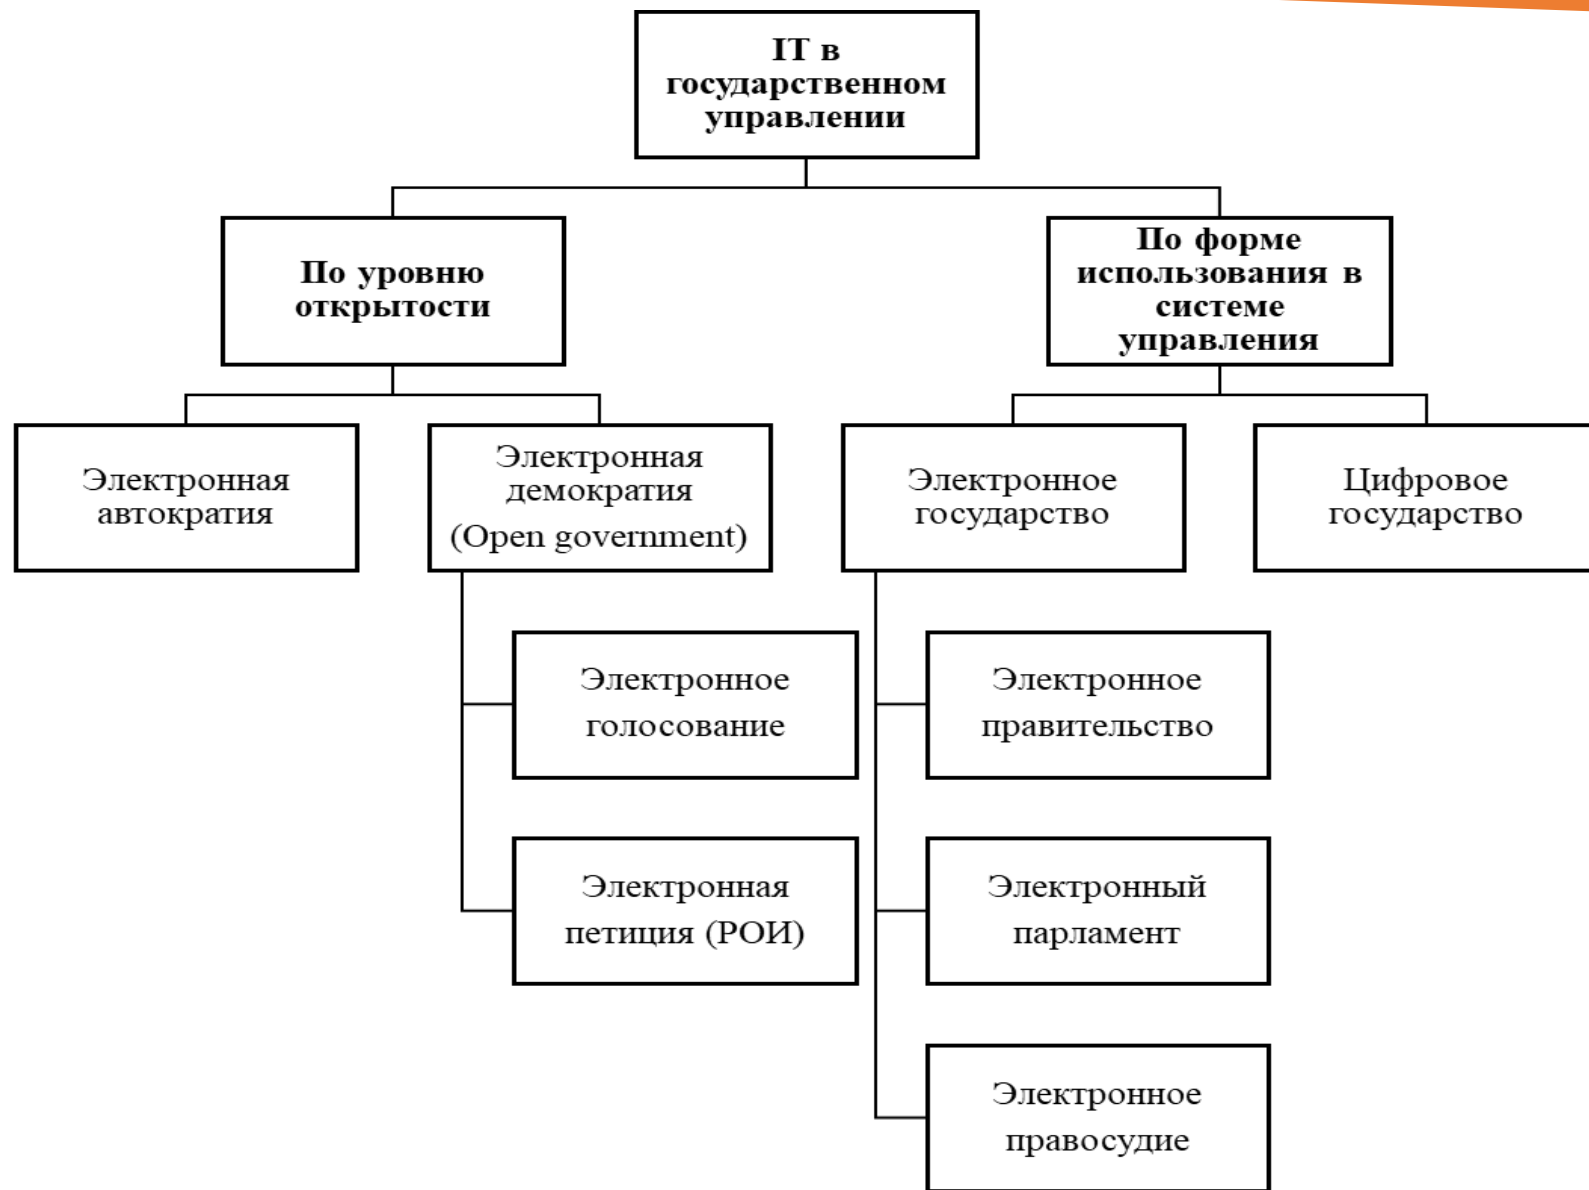 IT в
государственном
управлении
По уровню
открытости
По форме
использования в
системе
управления
Электронная
автократия
Электронная
демократия
(Open government)
Электронное
государство
Цифровое
государство
Электронное
голосование
Электронное
правительство
Электронная
петиция (РОИ)
Электронный
парламент
Электронное
правосудие